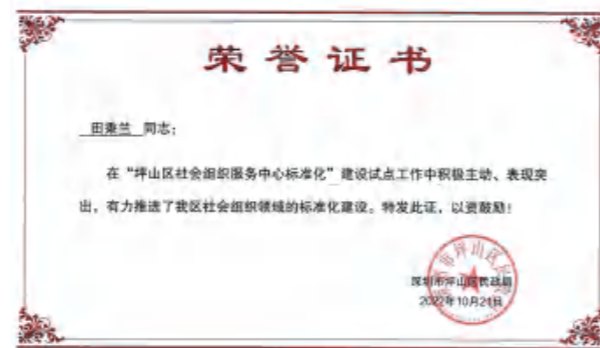 荣誉证书
田秉兰 同志：
在“坪山区社会组织服务中心标准化”建设试点工作中积极主动、表现突
出，有力推进了我区社会组织领域的标准化建设。特发此证，以资鼓励！
深圳市坪山区民政局
2022年10月21日